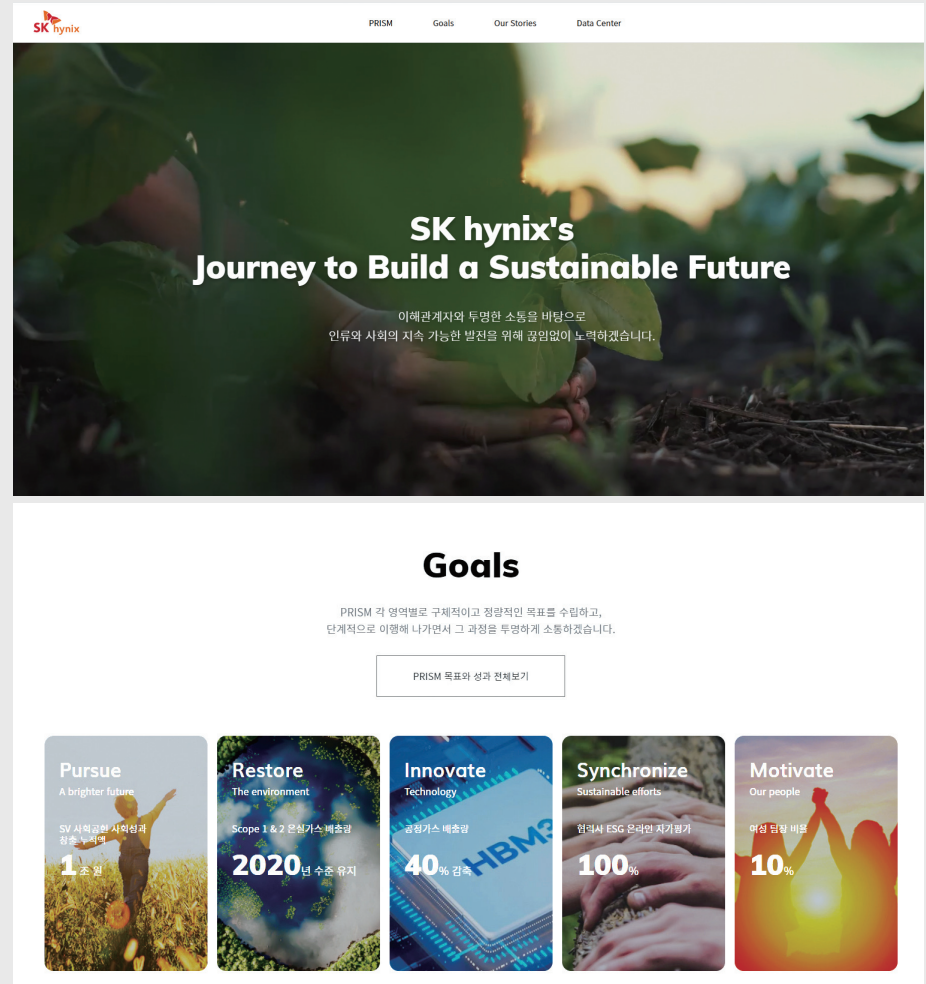 SK hynix
PRISM
Goals
Our Stories
Data Center
SK hynix's
Journey to Build a Sustainable Future
이해관계자와 투명한 소통을 바탕으로
인류와 사회의 지속 가능한 발전을 위해 끊임없이 노력하겠습니다.
Goals
PRISM 각 영역별로 구체적이고 정량적인 목표를 수립하고,
단계적으로 이행해 나가면서 그 과정을 투명하게 소통하겠습니다.
PRISM 목표와 성과 전체보기
Pursue
A brighter future
SV 사회공헌 사회성과
창출 누적액
1조 원
Restore
The environment
Scope 1 & 2 온실가스 배출량
2020년 수준 유지
Innovate
Technology
공정가스 배출량
40% 감축
HBM3
Synchronize
Sustainable efforts
협력사 ESG 온라인 자가평가
100%
Motivate
Our people
여성 팀장 비율
10%